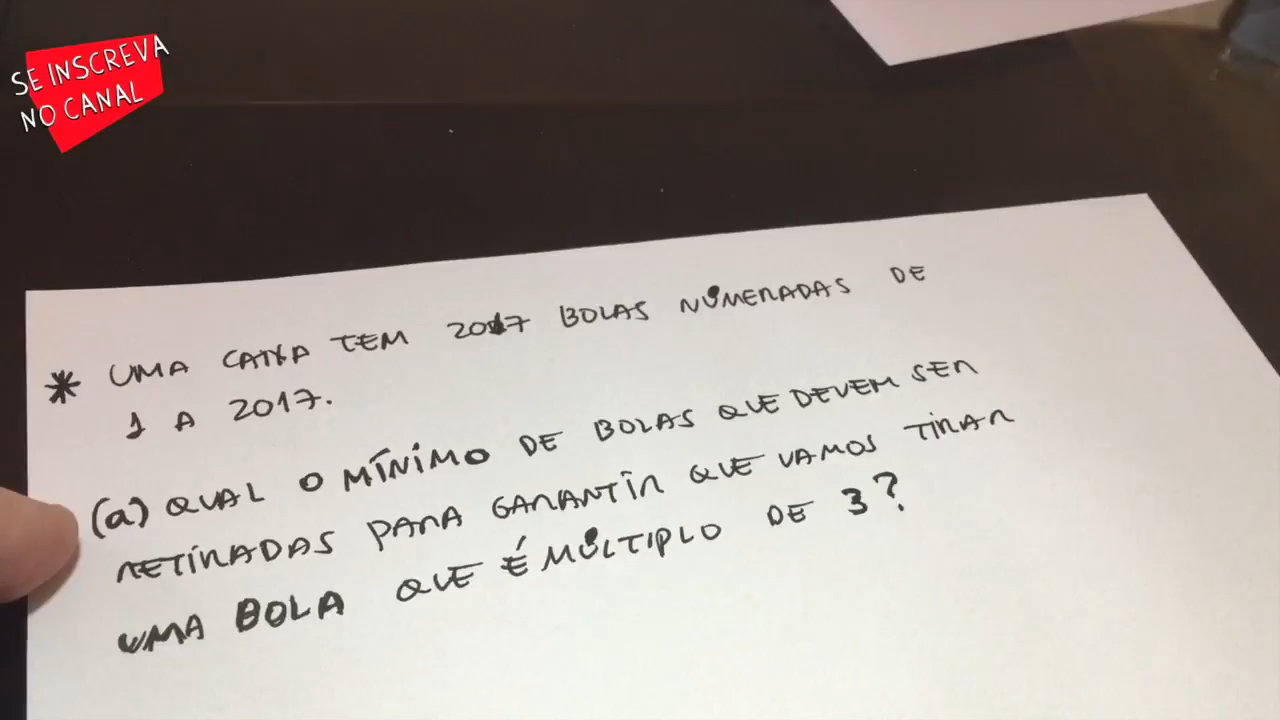 SE INSCREVA
NO CANAL
* UMA CAIXA TEM 2017 BOLAS NUMERADAS DE
1 A 2017.
(a) QUAL O MÍNIMO DE BOLAS QUE DEVEM SER
RETIRADAS PARA GARANTIR QUE VAMOS TIRAR
UMA BOLA QUE É MÚLTIPLO DE 3?